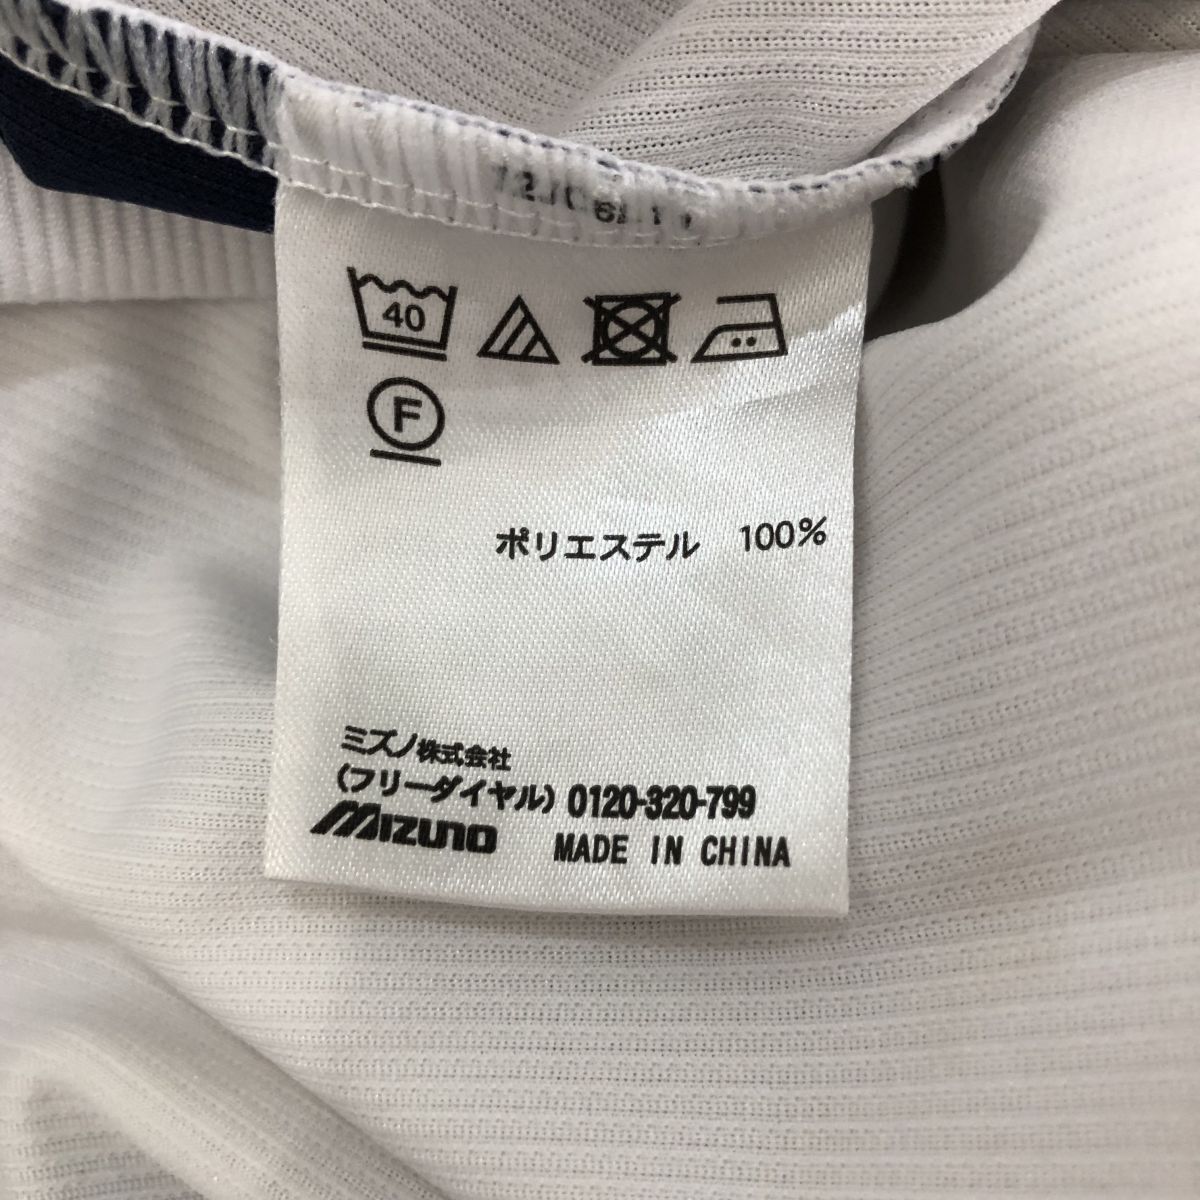 40
F
ポリエステル 100%
ミズノ株式会社
(フリーダイヤル) 0120-320-799
MIZUNO MADE IN CHINA